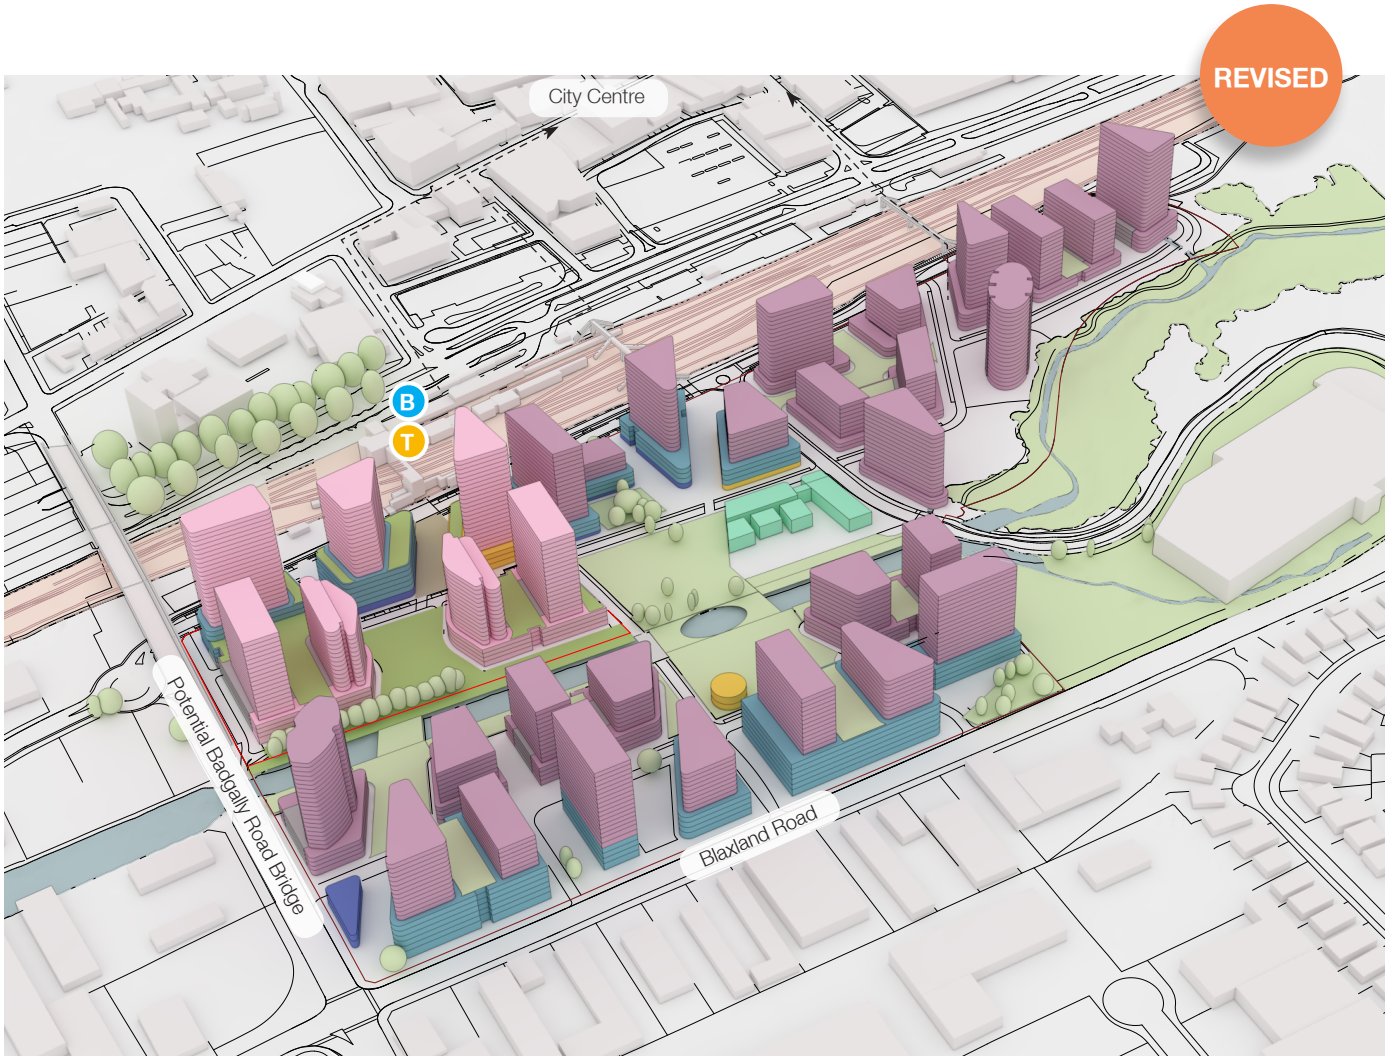 REVISED
City Centre
B
T
Potential Badgally Road Bridge
Blaxland Road